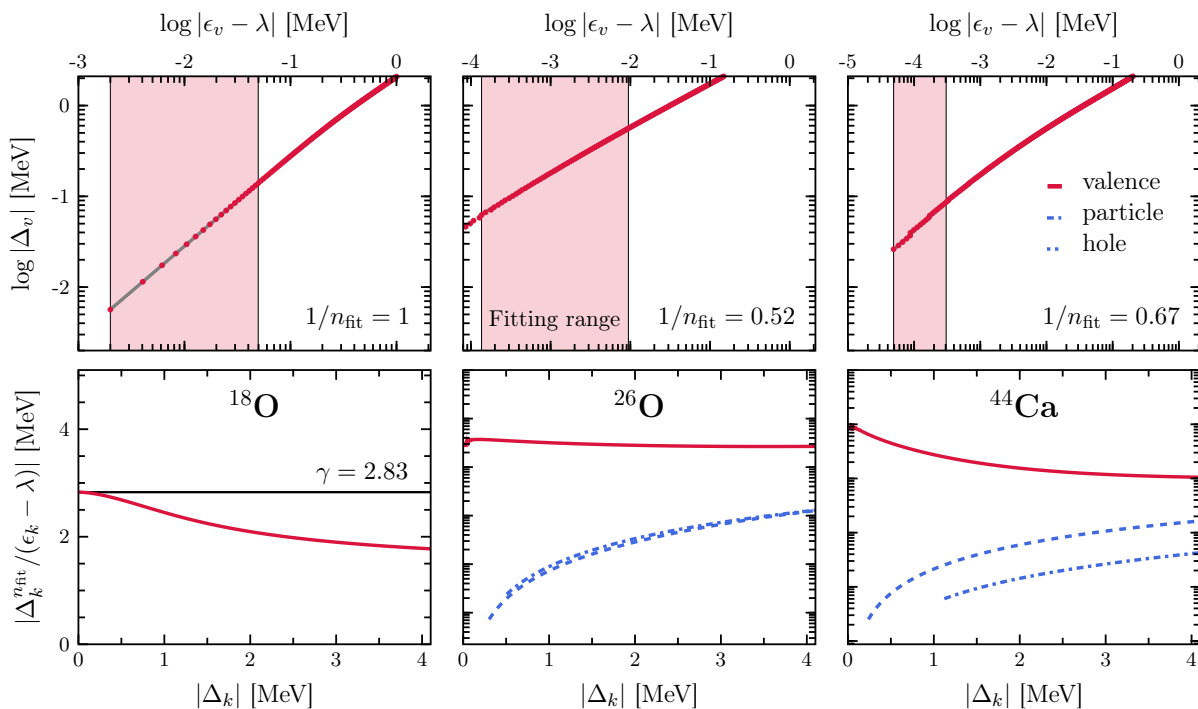 log |ϵ_v − λ| [MeV] log |ϵ_v − λ| [MeV] log |ϵ_v − λ| [MeV]
-3 -2 -1 0 -4 -3 -2 -1 0 -5 -4 -3 -2 -1 0
log |Δ_v| [MeV]
0
-1
-2
valence
particle
hole
1/n_fit = 1
Fitting range
1/n_fit = 0.52
1/n_fit = 0.67
|Δ_k^{n_fit}/(ϵ_k − λ)| [MeV]
^18O ^26O ^44Ca
4
γ = 2.83
2
0
0 1 2 3 4 0 1 2 3 4 0 1 2 3 4
|Δ_k| [MeV] |Δ_k| [MeV] |Δ_k| [MeV]